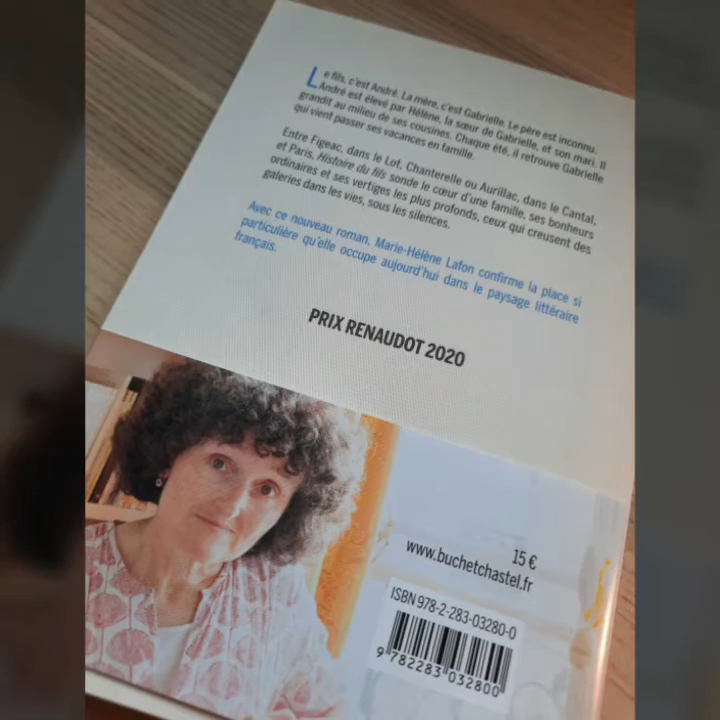 Le fils, c'est André. La mère, c'est Gabrielle. Le père est inconnu.
André est élevé par Hélène, la sœur de Gabrielle, et son mari. Il
grandit au milieu de ses cousines. Chaque été, il retrouve Gabrielle
qui vient passer ses vacances en famille.
Entre Figeac, dans le Lot, Chanterelle ou Aurillac, dans le Cantal,
et Paris, Histoire du fils sonde le cœur d'une famille, ses bonheurs
ordinaires et ses vertiges les plus profonds, ceux qui creusent des
galeries dans les vies, sous les silences.
Avec ce nouveau roman, Marie-Hélène Lafon confirme la place si
particulière qu'elle occupe aujourd'hui dans le paysage littéraire
français.
PRIX RENAUDOT 2020
15 €
www.buchetchastel.fr
ISBN 978-2-283-03280-0
9 782283 032800